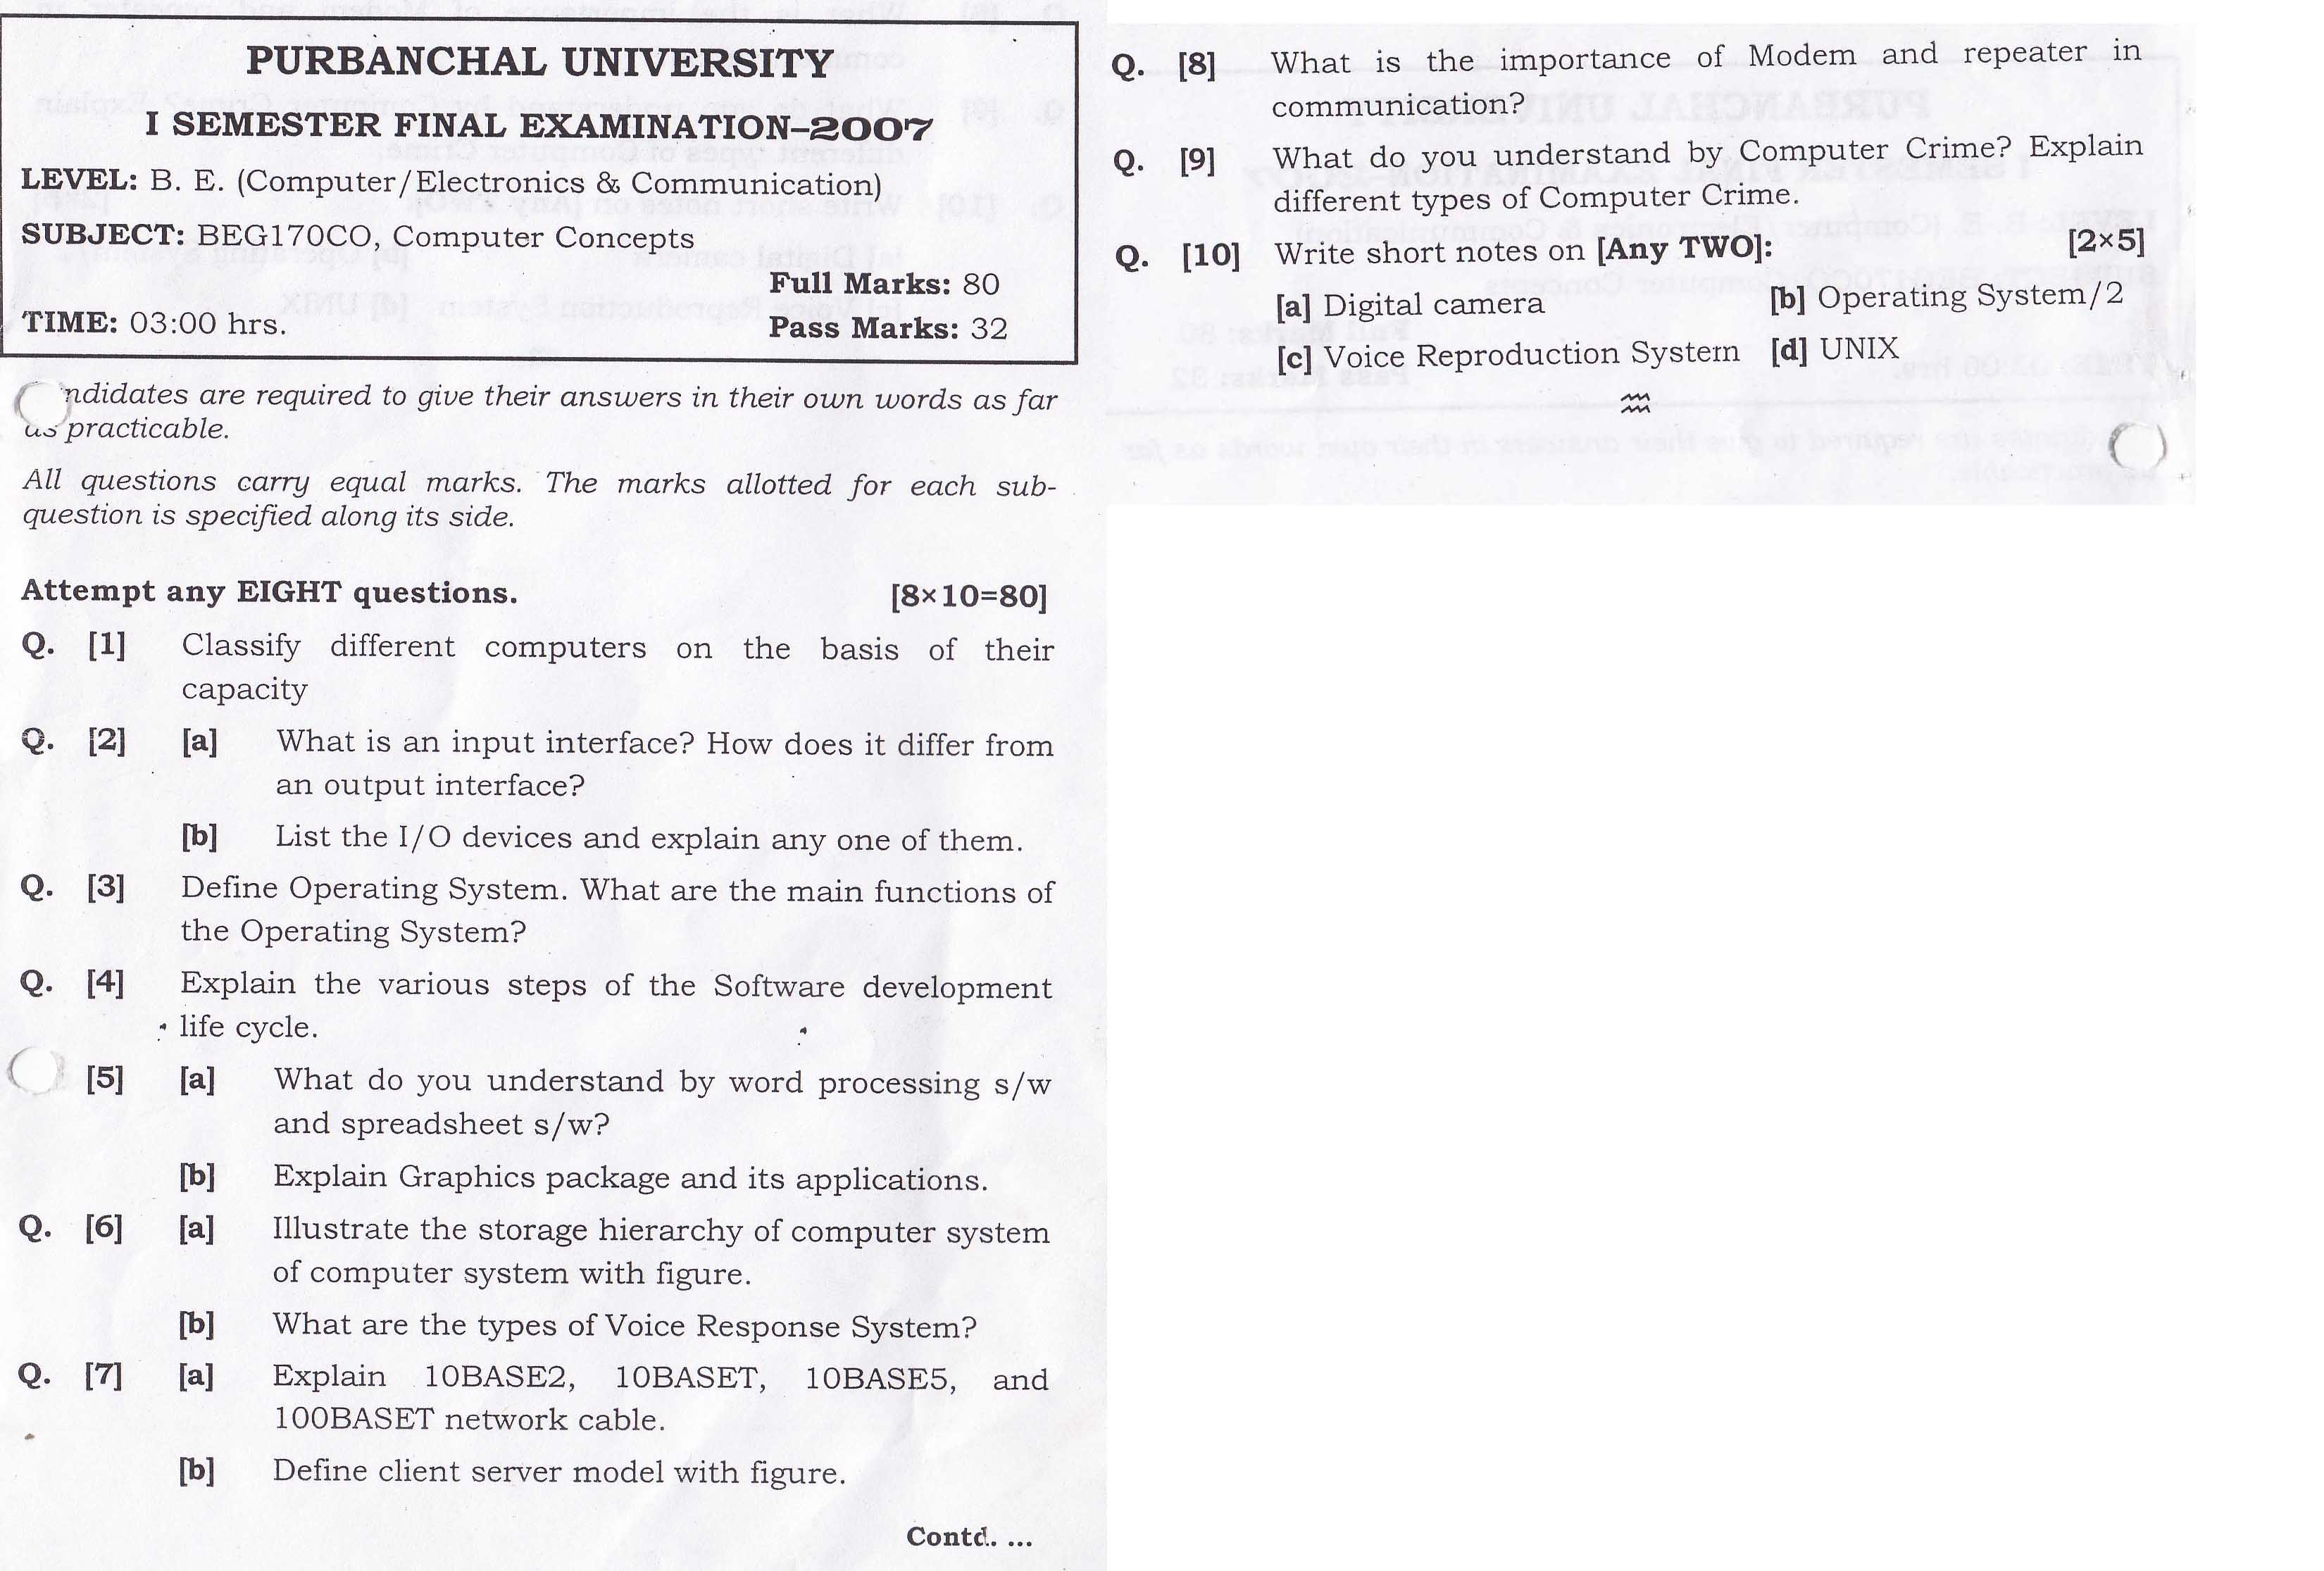 PURBANCHAL UNIVERSITY
I SEMESTER FINAL EXAMINATION–2007
LEVEL: B. E. (Computer/Electronics & Communication)
SUBJECT: BEG170CO, Computer Concepts
Full Marks: 80
TIME: 03:00 hrs.
Pass Marks: 32
ndidates are required to give their answers in their own words as far
as practicable.
All questions carry equal marks. The marks allotted for each sub-
question is specified along its side.
Attempt any EIGHT questions. [8×10=80]
Q. [1] Classify different computers on the basis of their
capacity
Q. [2] [a] What is an input interface? How does it differ from
an output interface?
[b] List the I/O devices and explain any one of them.
Q. [3] Define Operating System. What are the main functions of
the Operating System?
Q. [4] Explain the various steps of the Software development
life cycle.
[5] [a] What do you understand by word processing s/w
and spreadsheet s/w?
[b] Explain Graphics package and its applications.
Q. [6] [a] Illustrate the storage hierarchy of computer system
of computer system with figure.
[b] What are the types of Voice Response System?
Q. [7] [a] Explain 10BASE2, 10BASET, 10BASE5, and
100BASET network cable.
[b] Define client server model with figure.
Contd. ...
Q. [8] What is the importance of Modem and repeater in
communication?
Q. [9] What do you understand by Computer Crime? Explain
different types of Computer Crime.
Q. [10] Write short notes on [Any TWO]: [2×5]
[a] Digital camera [b] Operating System/2
[c] Voice Reproduction System [d] UNIX